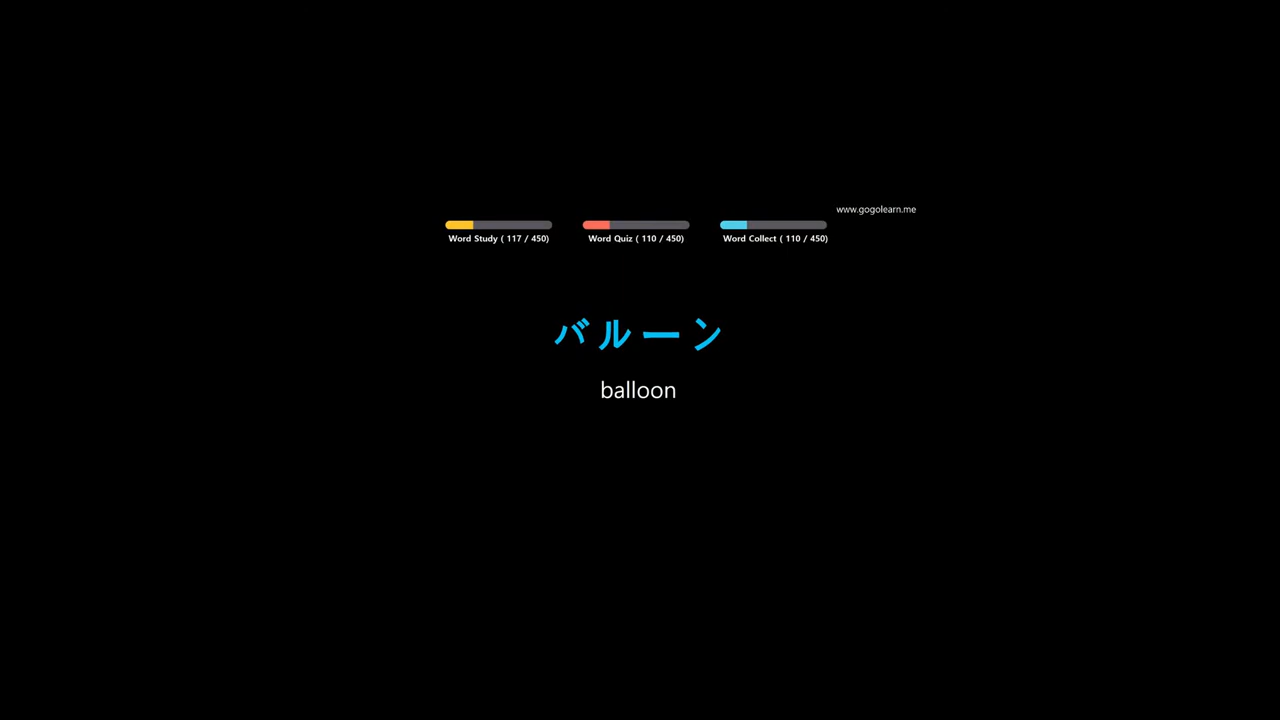 www.gogolearn.me
Word Study ( 117 / 450)
Word Quiz ( 110 / 450)
Word Collect ( 110 / 450)
バルーン
balloon